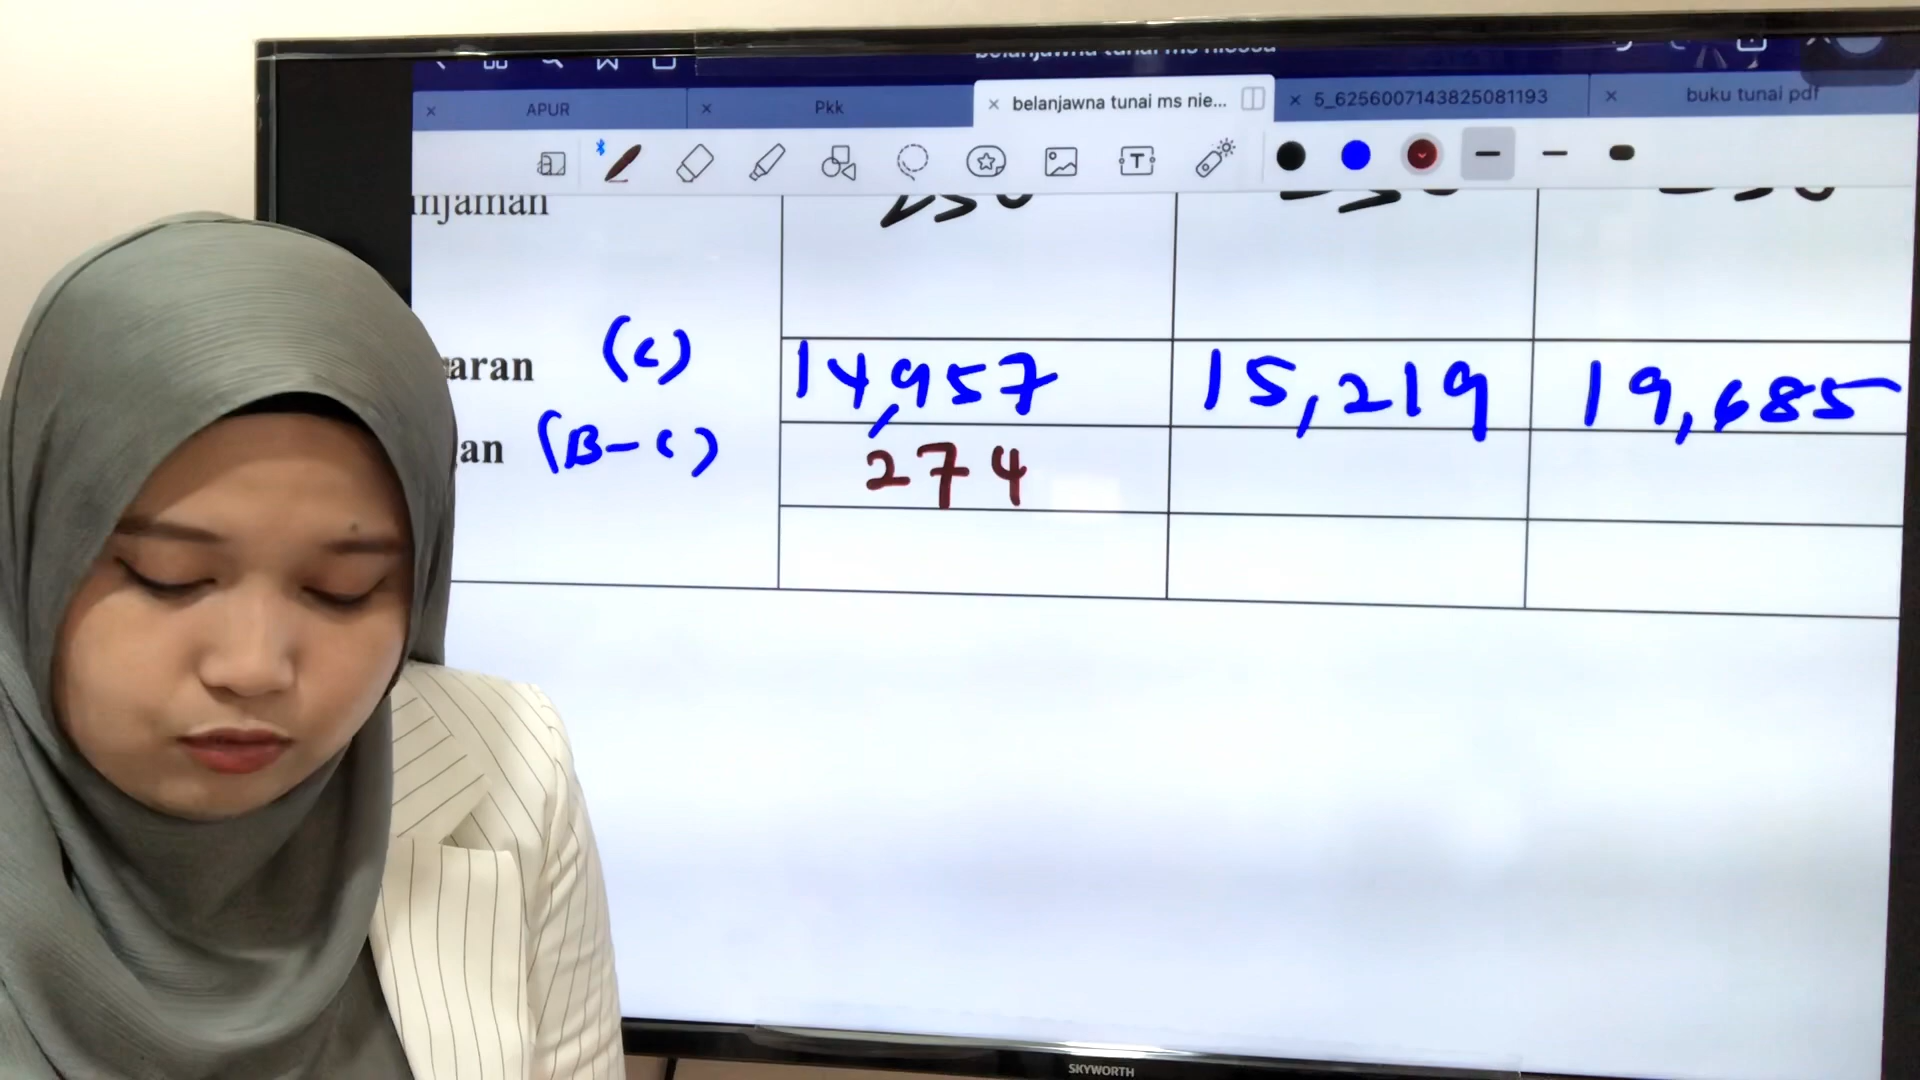 APUR
Pkk
belanjawna tunai ms nie...
5_6256007143825081193
buku tunai pdf
T
aran (C) 14,957 15,219 19,685
an (B-C) 274
SKYWORTH